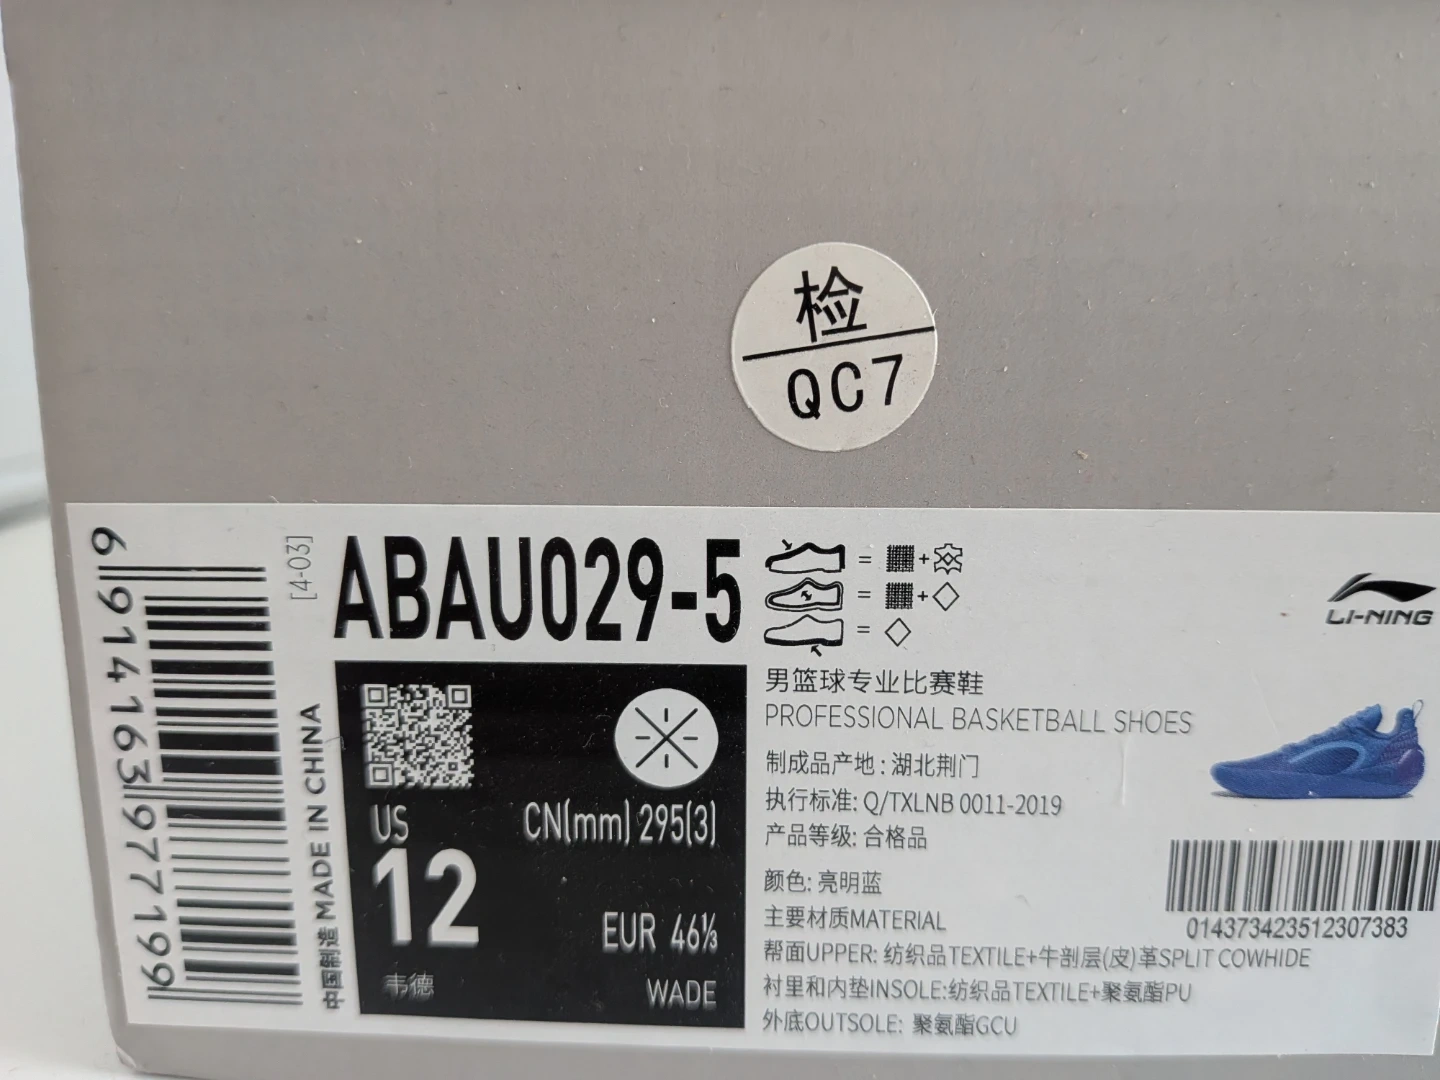 检
QC7
6 914163 977199
[4-03]
中国制造 MADE IN CHINA
ABAU029-5
= +
= +
=
LI-NING
男篮球专业比赛鞋
PROFESSIONAL BASKETBALL SHOES
制成品产地: 湖北荆门
执行标准: Q/TXLNB 0011-2019
产品等级: 合格品
颜色: 亮明蓝
主要材质MATERIAL
帮面UPPER: 纺织品TEXTILE+牛剖层(皮)革SPLIT COWHIDE
衬里和内垫INSOLE:纺织品TEXTILE+聚氨酯PU
外底OUTSOLE: 聚氨酯GCU
US
12
CN(mm) 295(3)
EUR 46⅓
韦德
WADE
014373423512307383